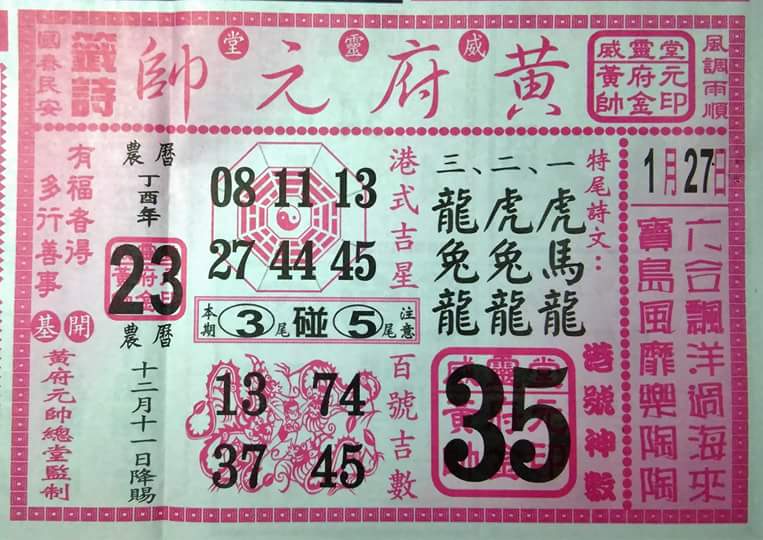 風調雨順
堂元印
靈府金
威黃帥
黃府元帥
威靈堂
籤詩
國泰民安
1月27日
六合飄洋過海來
寶島風靡樂陶陶
特尾詩文：
一、虎馬龍
二、虎兔龍
三、龍兔龍
港號神數
35
港式吉星
08 11 13
27 44 45
注意
3尾碰5尾
本期
百號吉數
13 74
37 45
農曆
丁酉年
23
農曆
十二月十一日降賜
有福者得
多行善事
開基
黃府元帥總堂監制